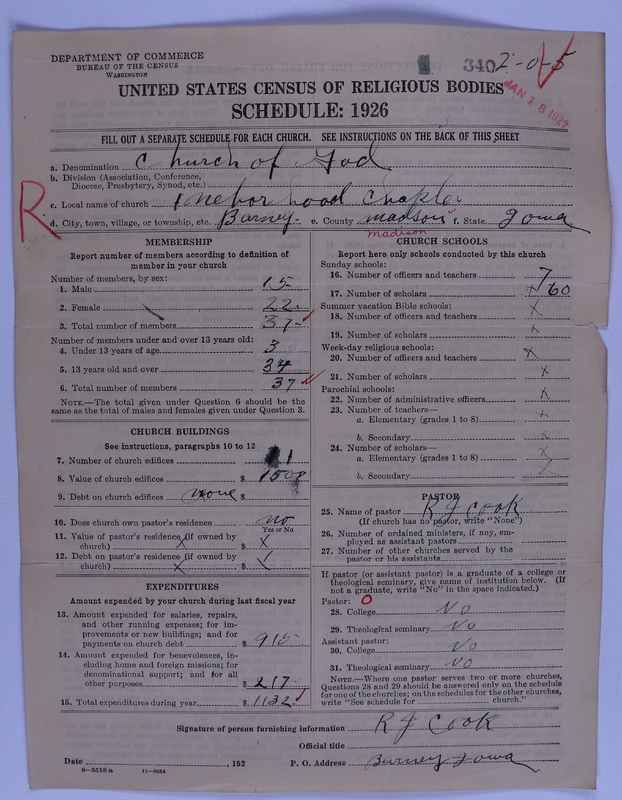 DEPARTMENT OF COMMERCE
BUREAU OF THE CENSUS
WASHINGTON
340 2-0-5
JAN 18 1927
UNITED STATES CENSUS OF RELIGIOUS BODIES
SCHEDULE: 1926
FILL OUT A SEPARATE SCHEDULE FOR EACH CHURCH. SEE INSTRUCTIONS ON THE BACK OF THIS SHEET
a. Denomination Church of God
b. Division (Association, Conference, Diocese, Presbytery, Synod, etc.)
c. Local name of church nebor hood Chaple
R
d. City, town, village, or township, etc. Barney- e. County madson f. State Iowa
madison
MEMBERSHIP
Report number of members according to definition of member in your church
Number of members, by sex:
1. Male 15
2. Female 22
3. Total number of members 37
Number of members under and over 13 years old:
4. Under 13 years of age 3
5. 13 years old and over 34
6. Total number of members 37
NOTE.—The total given under Question 6 should be the same as the total of males and females given under Question 3.
CHURCH BUILDINGS
See instructions, paragraphs 10 to 12
7. Number of church edifices 1
8. Value of church edifices $ 1500
9. Debt on church edifices none $
10. Does church own pastor's residence no
Yes or No
11. Value of pastor's residence (if owned by church) X $ X
12. Debt on pastor's residence (if owned by church) X $ X
EXPENDITURES
Amount expended by your church during last fiscal year
13. Amount expended for salaries, repairs, and other running expenses; for improvements or new buildings; and for payments on church debt $ 915-
14. Amount expended for benevolences, including home and foreign missions; for denominational support; and for all other purposes $ 217-
15. Total expenditures during year $ 1132
CHURCH SCHOOLS
Report here only schools conducted by this church
Sunday schools:
16. Number of officers and teachers 7
17. Number of scholars x 60
Summer vacation Bible schools:
18. Number of officers and teachers X
19. Number of scholars X
Week-day religious schools:
20. Number of officers and teachers X
21. Number of scholars X
Parochial schools:
22. Number of administrative officers X
23. Number of teachers—
a. Elementary (grades 1 to 8) X
b. Secondary X
24. Number of scholars—
a. Elementary (grades 1 to 8) X
b. Secondary X
PASTOR
25. Name of pastor R J Cook
(If church has no pastor, write "None")
26. Number of ordained ministers, if any, employed as assistant pastors
27. Number of other churches served by the pastor or his assistants
If pastor (or assistant pastor) is a graduate of a college or theological seminary, give name of institution below. (If not a graduate, write "No" in the space indicated.)
Pastor: O
28. College No
29. Theological seminary No
Assistant pastor:
30. College No
31. Theological seminary No
NOTE.—Where one pastor serves two or more churches, Questions 28 and 29 should be answered only on the schedule for one of the churches; on the schedules for the other churches, write "See schedule for church."
Signature of person furnishing information R J Cook
Official title
Date , 192 P. O. Address Burney Iowa
8—5518a 11—9034